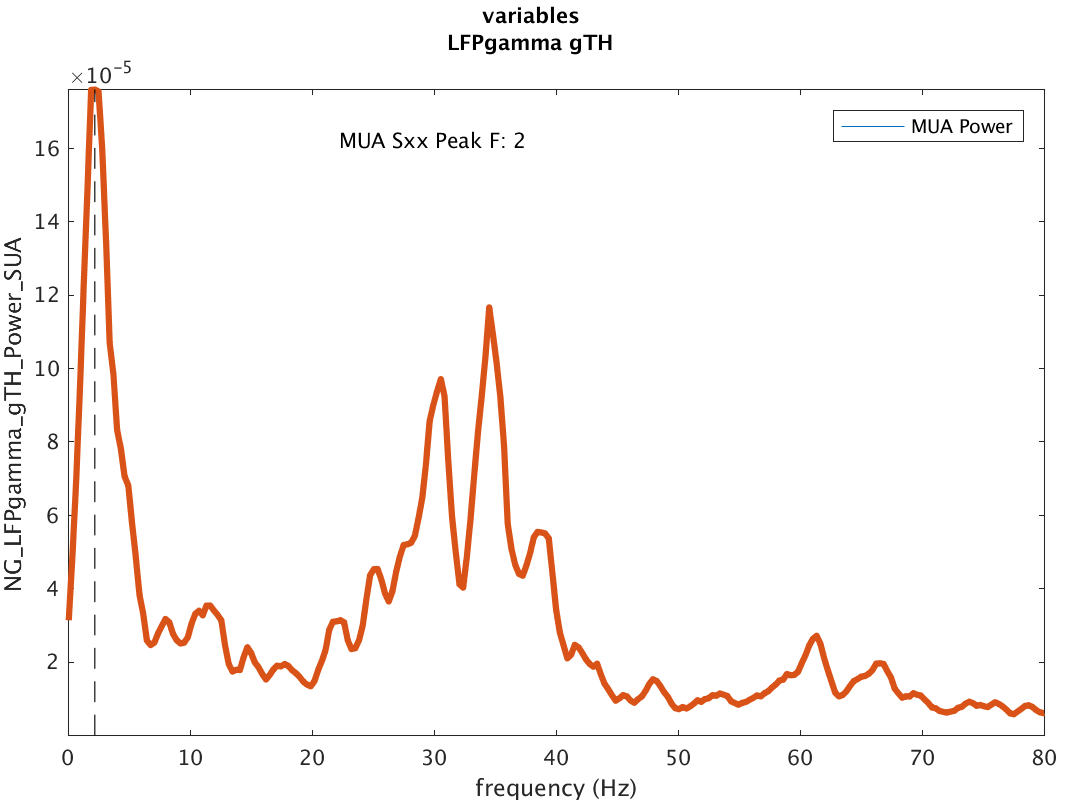 variables
LFPgamma gTH
×10⁻⁵
MUA Sxx Peak F: 2
MUA Power
16
14
12
10
8
6
4
2
NG_LFPgamma_gTH_Power_SUA
0 10 20 30 40 50 60 70 80
frequency (Hz)